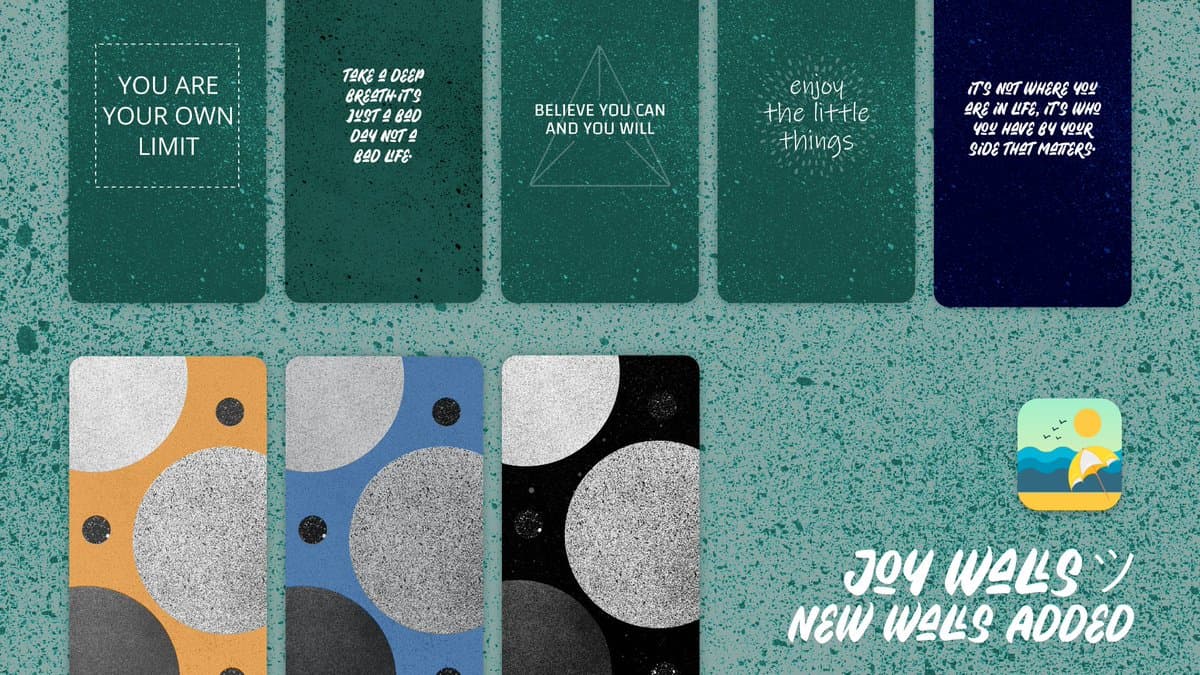 YOU ARE
YOUR OWN
LIMIT
TAKE A DEEP
BREATH·IT'S
JUST A BAD
DAY NOT A
BAD LIFE·
BELIEVE YOU CAN
AND YOU WILL
enjoy
the little
things
IT'S NOT WHERE YOU
ARE IN LIFE, IT'S WHO
YOU HAVE BY YOUR
SIDE THAT MATTERS·
JOY WALLS ツ
NEW WALLS ADDED